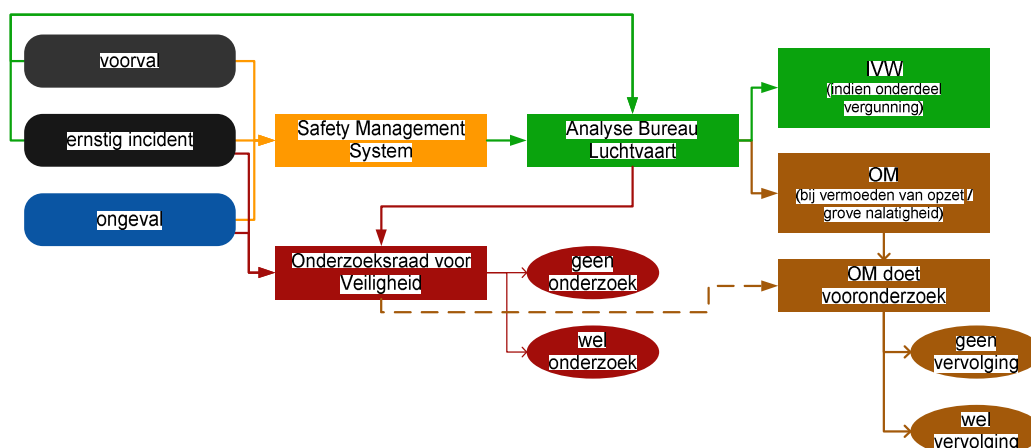 voorval
ernstig incident
ongeval
Safety Management
System
Analyse Bureau
Luchtvaart
IVW
(indien onderdeel
vergunning)
OM
(bij vermoeden van opzet /
grove nalatigheid)
Onderzoeksraad voor
Veiligheid
geen
onderzoek
wel
onderzoek
OM doet
vooronderzoek
geen
vervolging
wel
vervolging